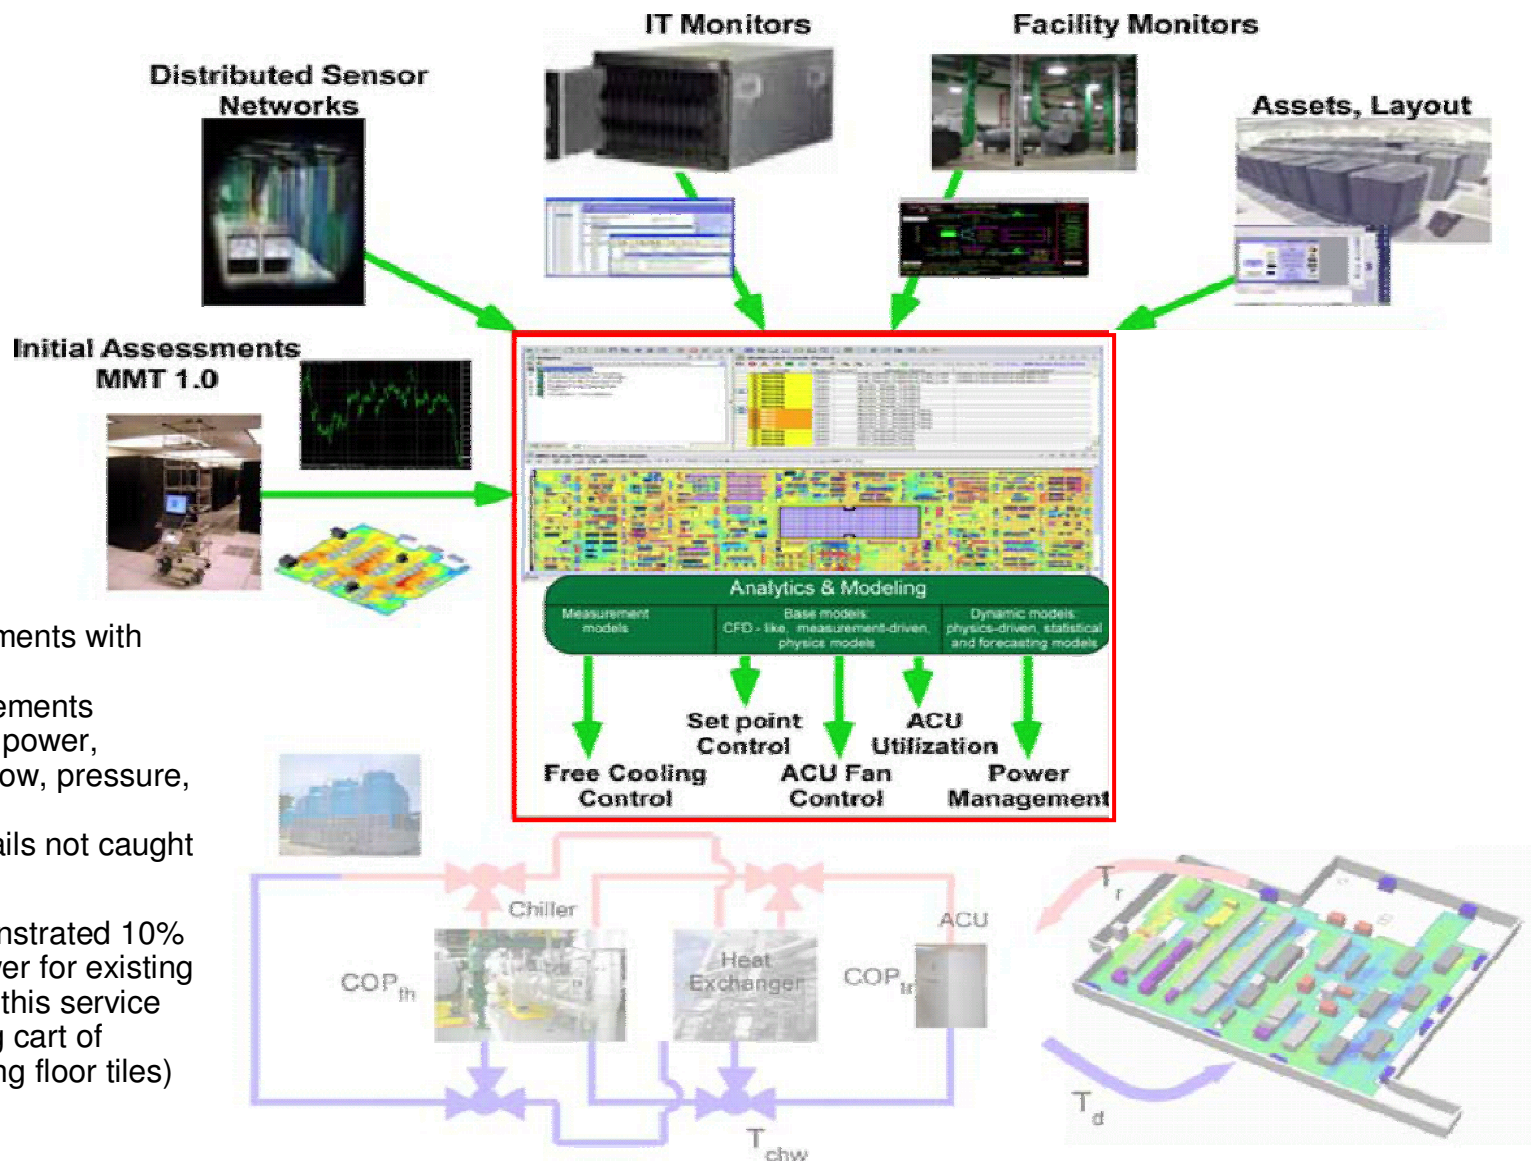 IT Monitors
Facility Monitors
Distributed Sensor
Networks
Assets, Layout
Initial Assessments
MMT 1.0
Analytics & Modeling
Measurement
models
Base models:
CFD - like, measurement-driven,
physics models
Dynamic models:
physics-driven, statistical
and forecasting models
Set point
Control
ACU
Utilization
Free Cooling
Control
ACU Fan
Control
Power
Management
ments with
ements
power,
ow, pressure,
ails not caught
nstrated 10%
wer for existing
this service
g cart of
ng floor tiles)
Chiller
ACU
COP
Heat
Exchanger
COP
T r
T d
T chw